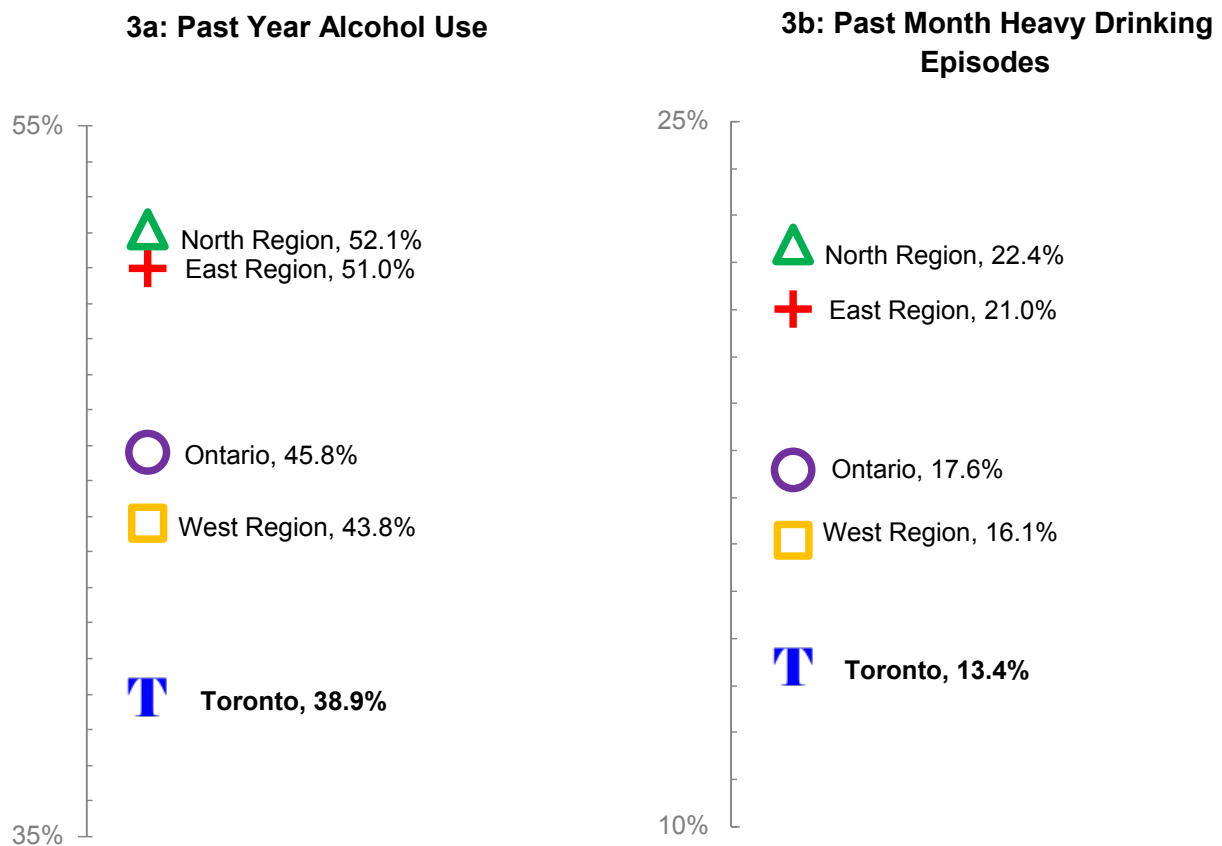 3a: Past Year Alcohol Use
55%
North Region, 52.1%
East Region, 51.0%
Ontario, 45.8%
West Region, 43.8%
T
Toronto, 38.9%
35%
3b: Past Month Heavy Drinking
Episodes
25%
North Region, 22.4%
East Region, 21.0%
Ontario, 17.6%
West Region, 16.1%
T
Toronto, 13.4%
10%